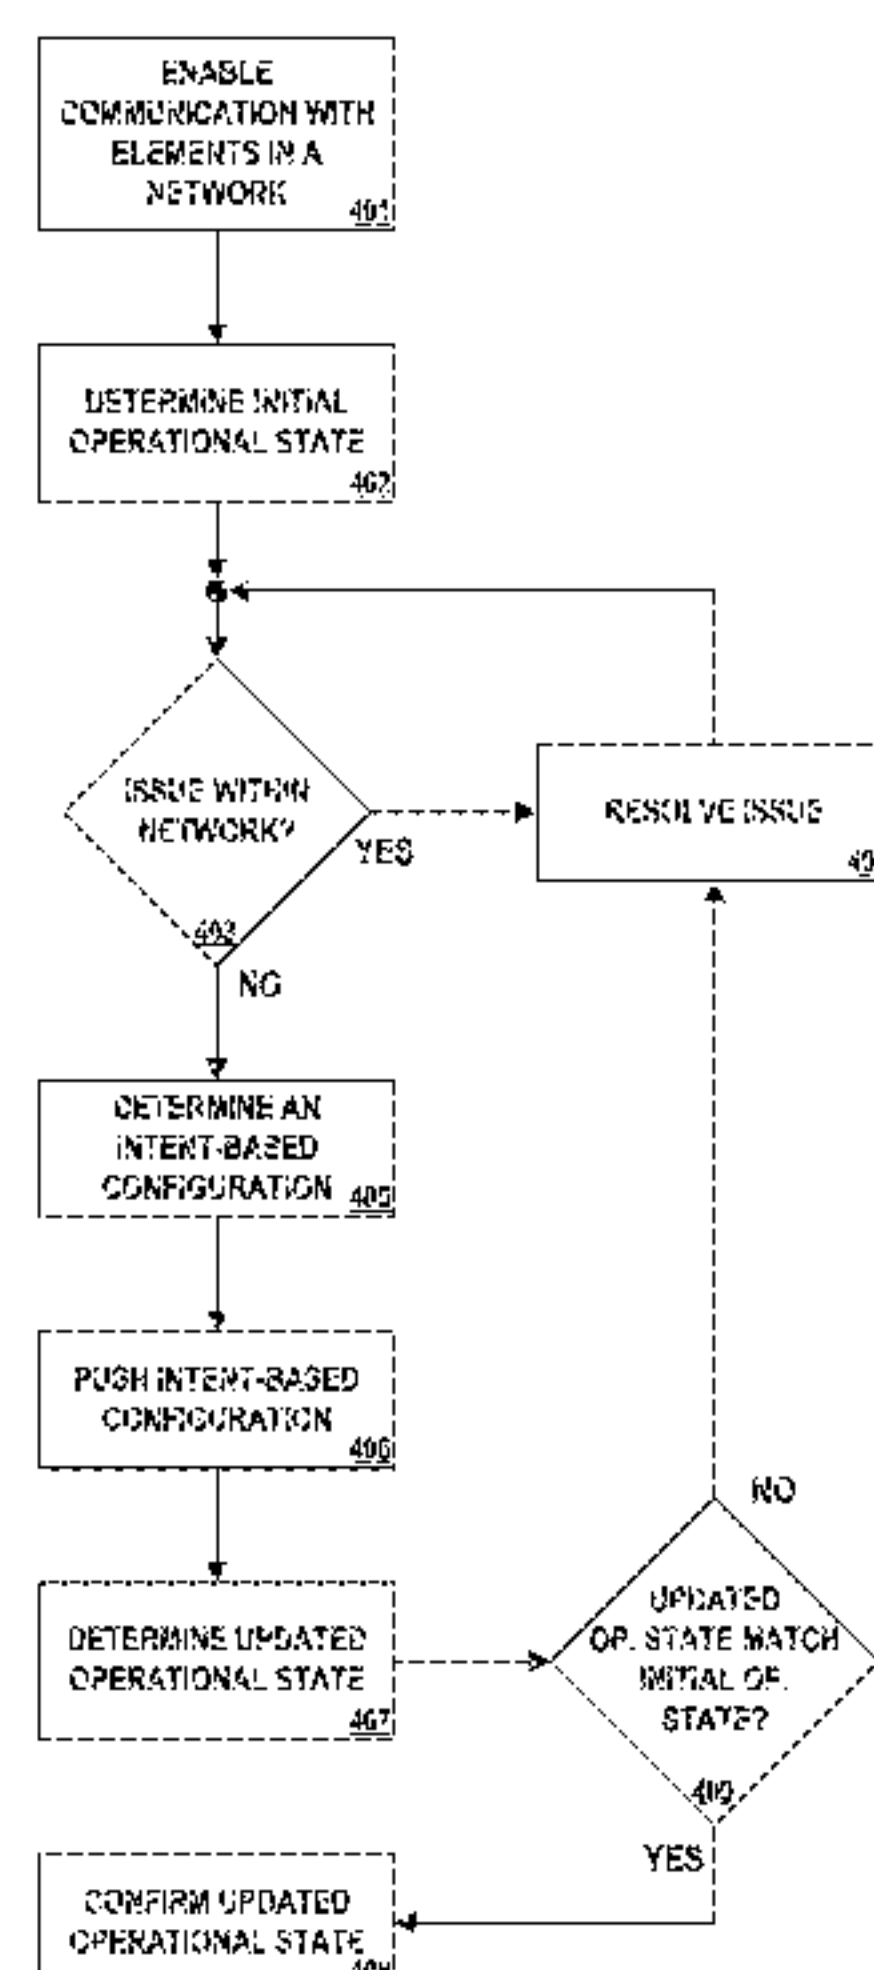 ENABLE
COMMUNICATION WITH
ELEMENTS IN A
NETWORK
401
DETERMINE INITIAL
OPERATIONAL STATE
402
ISSUE WITHIN
NETWORK?
403
YES
NO
RESOLVE ISSUE
DETERMINE AN
INTENT-BASED
CONFIGURATION
405
PUSH INTENT-BASED
CONFIGURATION
406
DETERMINE UPDATED
OPERATIONAL STATE
407
NO
UPDATED
OP. STATE MATCH
INITIAL OP.
STATE?
YES
CONFIRM UPDATED
OPERATIONAL STATE